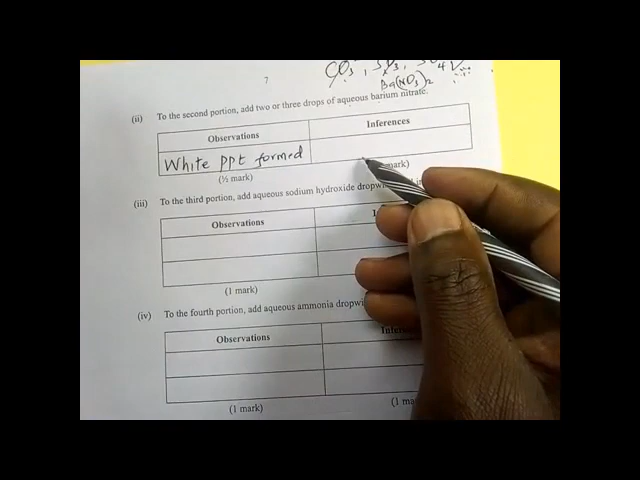 CO3, SO3, SO4
Ba(NO3)2
7
(ii) To the second portion, add two or three drops of aqueous barium nitrate.
Observations Inferences
White ppt formed
(½ mark) mark)
(iii) To the third portion, add aqueous sodium hydroxide dropw
Observations
(1 mark)
(iv) To the fourth portion, add aqueous ammonia dropwi
Observations Infer
(1 mark) (1 ma